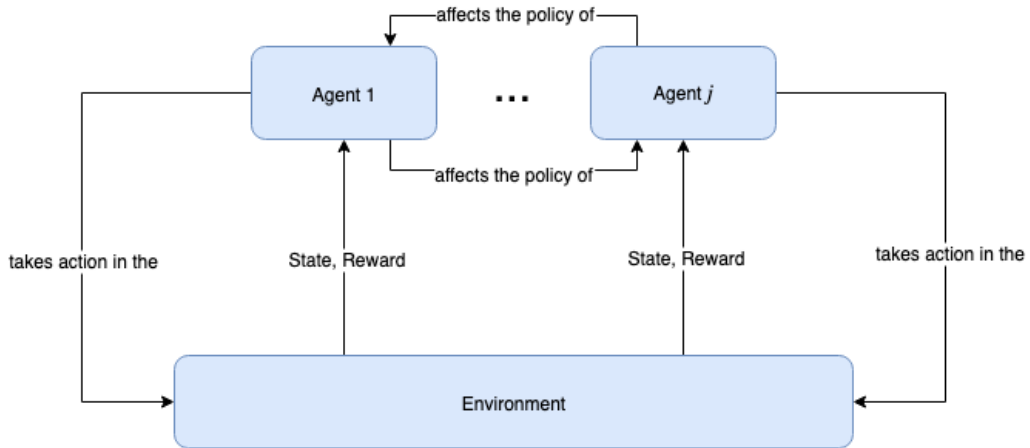 affects the policy of
Agent 1
...
Agent j
affects the policy of
takes action in the
State, Reward
State, Reward
takes action in the
Environment